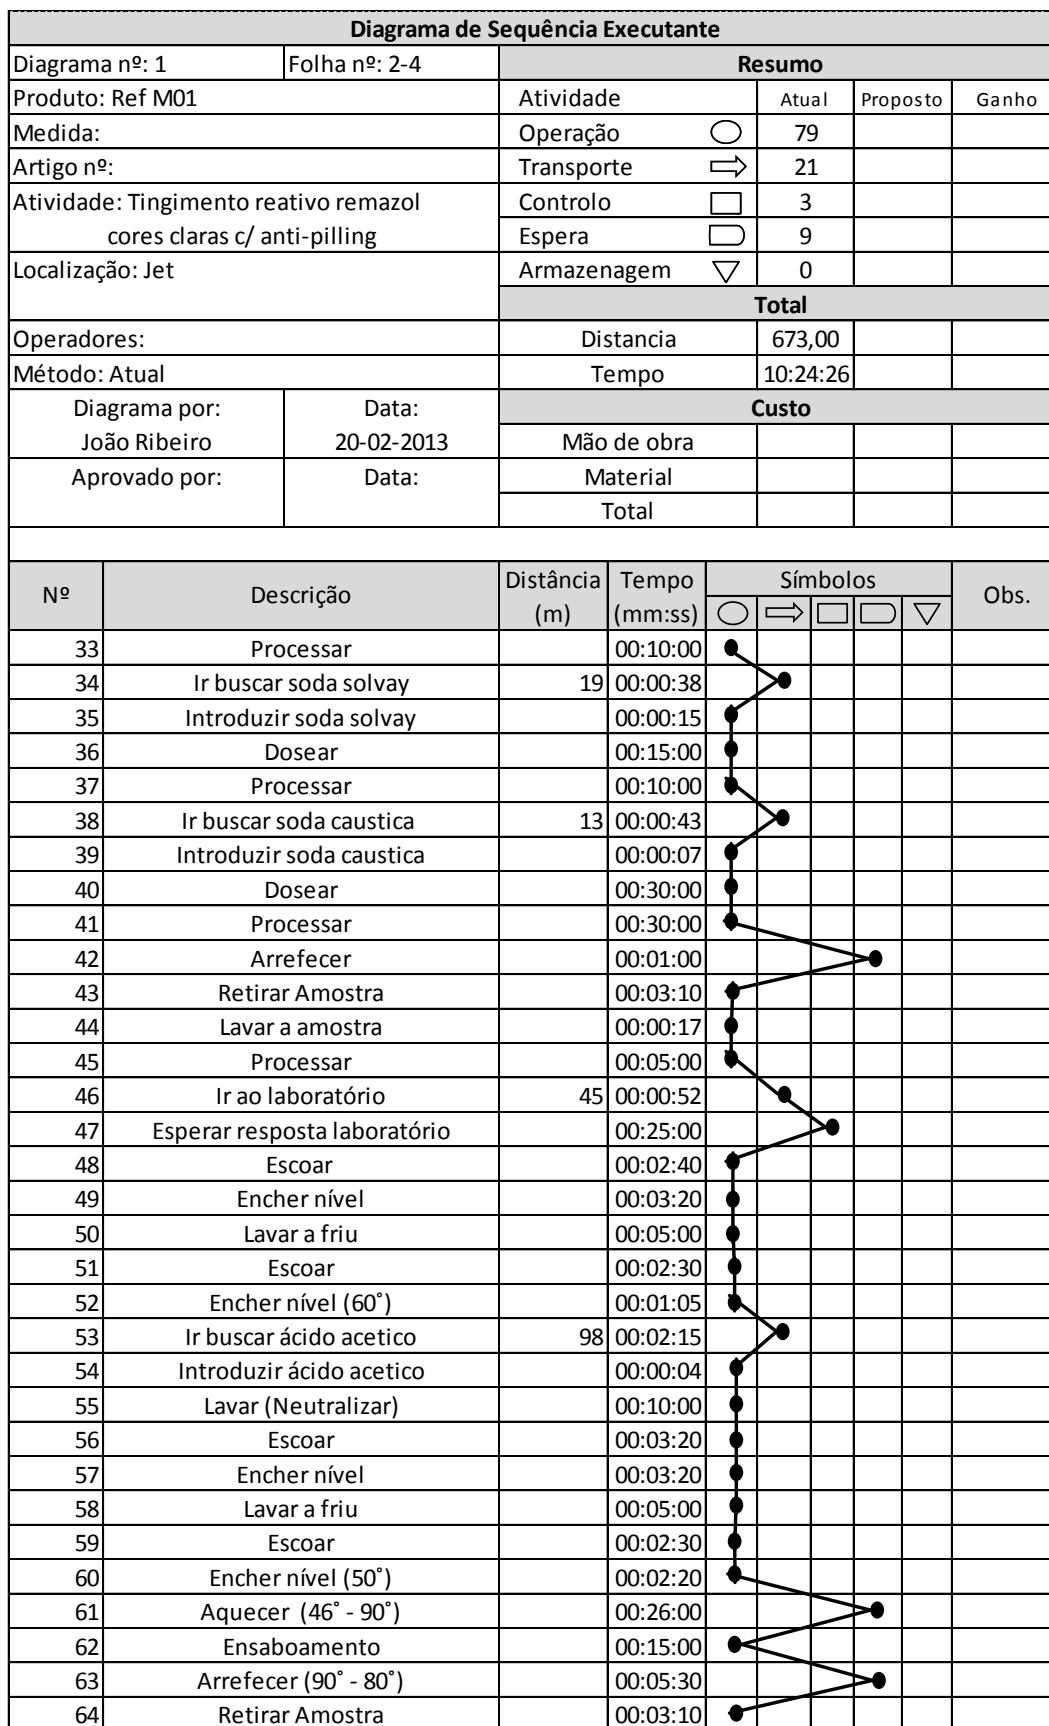 Diagrama de Sequência Executante
Diagrama nº: 1 Folha nº: 2-4 Resumo
Produto: Ref M01 Atividade Atual Proposto Ganho
Medida: Operação 79
Artigo nº: Transporte 21
Atividade: Tingimento reativo remazol Controlo 3
cores claras c/ anti-pilling Espera 9
Localização: Jet Armazenagem 0
Total
Operadores: Distancia 673,00
Método: Atual Tempo 10:24:26
Diagrama por: Data: Custo
João Ribeiro 20-02-2013 Mão de obra
Aprovado por: Data: Material
Total
Nº Descrição Distância (m) Tempo (mm:ss) Símbolos Obs.
33 Processar 00:10:00
34 Ir buscar soda solvay 19 00:00:38
35 Introduzir soda solvay 00:00:15
36 Dosear 00:15:00
37 Processar 00:10:00
38 Ir buscar soda caustica 13 00:00:43
39 Introduzir soda caustica 00:00:07
40 Dosear 00:30:00
41 Processar 00:30:00
42 Arrefecer 00:01:00
43 Retirar Amostra 00:03:10
44 Lavar a amostra 00:00:17
45 Processar 00:05:00
46 Ir ao laboratório 45 00:00:52
47 Esperar resposta laboratório 00:25:00
48 Escoar 00:02:40
49 Encher nível 00:03:20
50 Lavar a friu 00:05:00
51 Escoar 00:02:30
52 Encher nível (60˚) 00:01:05
53 Ir buscar ácido acetico 98 00:02:15
54 Introduzir ácido acetico 00:00:04
55 Lavar (Neutralizar) 00:10:00
56 Escoar 00:03:20
57 Encher nível 00:03:20
58 Lavar a friu 00:05:00
59 Escoar 00:02:30
60 Encher nível (50˚) 00:02:20
61 Aquecer (46˚ - 90˚) 00:26:00
62 Ensaboamento 00:15:00
63 Arrefecer (90˚ - 80˚) 00:05:30
64 Retirar Amostra 00:03:10